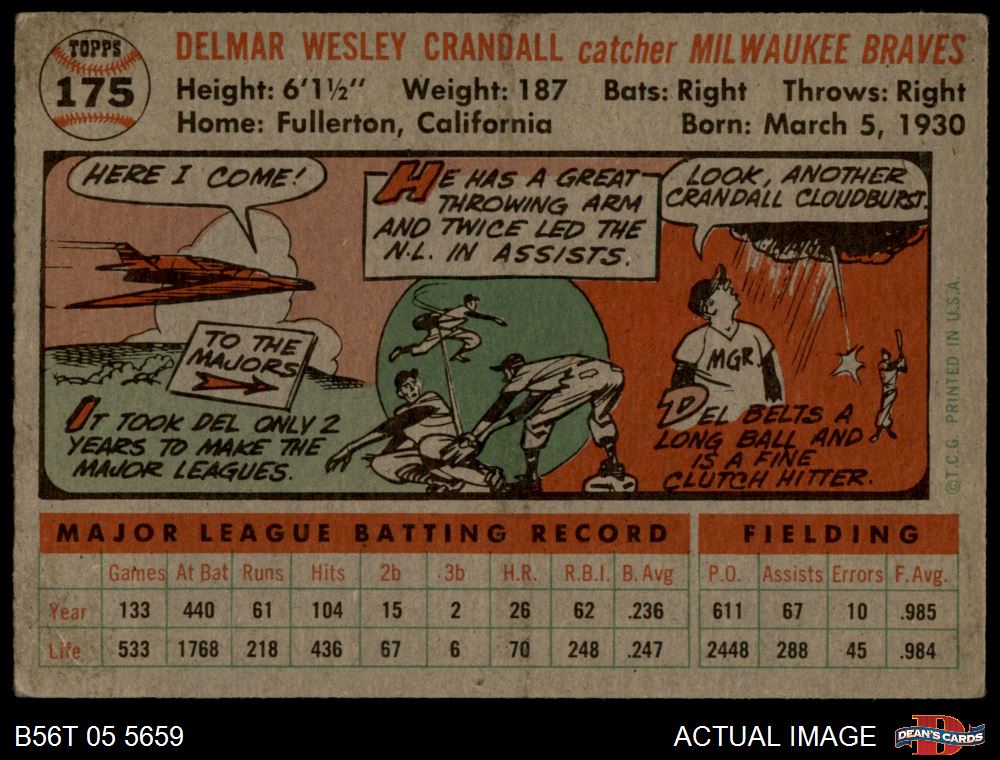 TOPPS
175
DELMAR WESLEY CRANDALL catcher MILWAUKEE BRAVES
Height: 6'1½" Weight: 187 Bats: Right Throws: Right
Home: Fullerton, California Born: March 5, 1930
HERE I COME!
TO THE
MAJORS
IT TOOK DEL ONLY 2
YEARS TO MAKE THE
MAJOR LEAGUES.
HE HAS A GREAT
THROWING ARM
AND TWICE LED THE
N.L. IN ASSISTS.
LOOK, ANOTHER
CRANDALL CLOUDBURST.
MGR.
DEL BELTS A
LONG BALL AND
IS A FINE
CLUTCH HITTER.
©T.C.G. PRINTED IN U.S.A.
MAJOR LEAGUE BATTING RECORD FIELDING
Games At Bat Runs Hits 2b 3b H.R. R.B.I. B. Avg P.O. Assists Errors F. Avg.
Year 133 440 61 104 15 2 26 62 .236 611 67 10 .985
Life 533 1768 218 436 67 6 70 248 .247 2448 288 45 .984
B56T 05 5659 ACTUAL IMAGE
DEAN'S CARDS